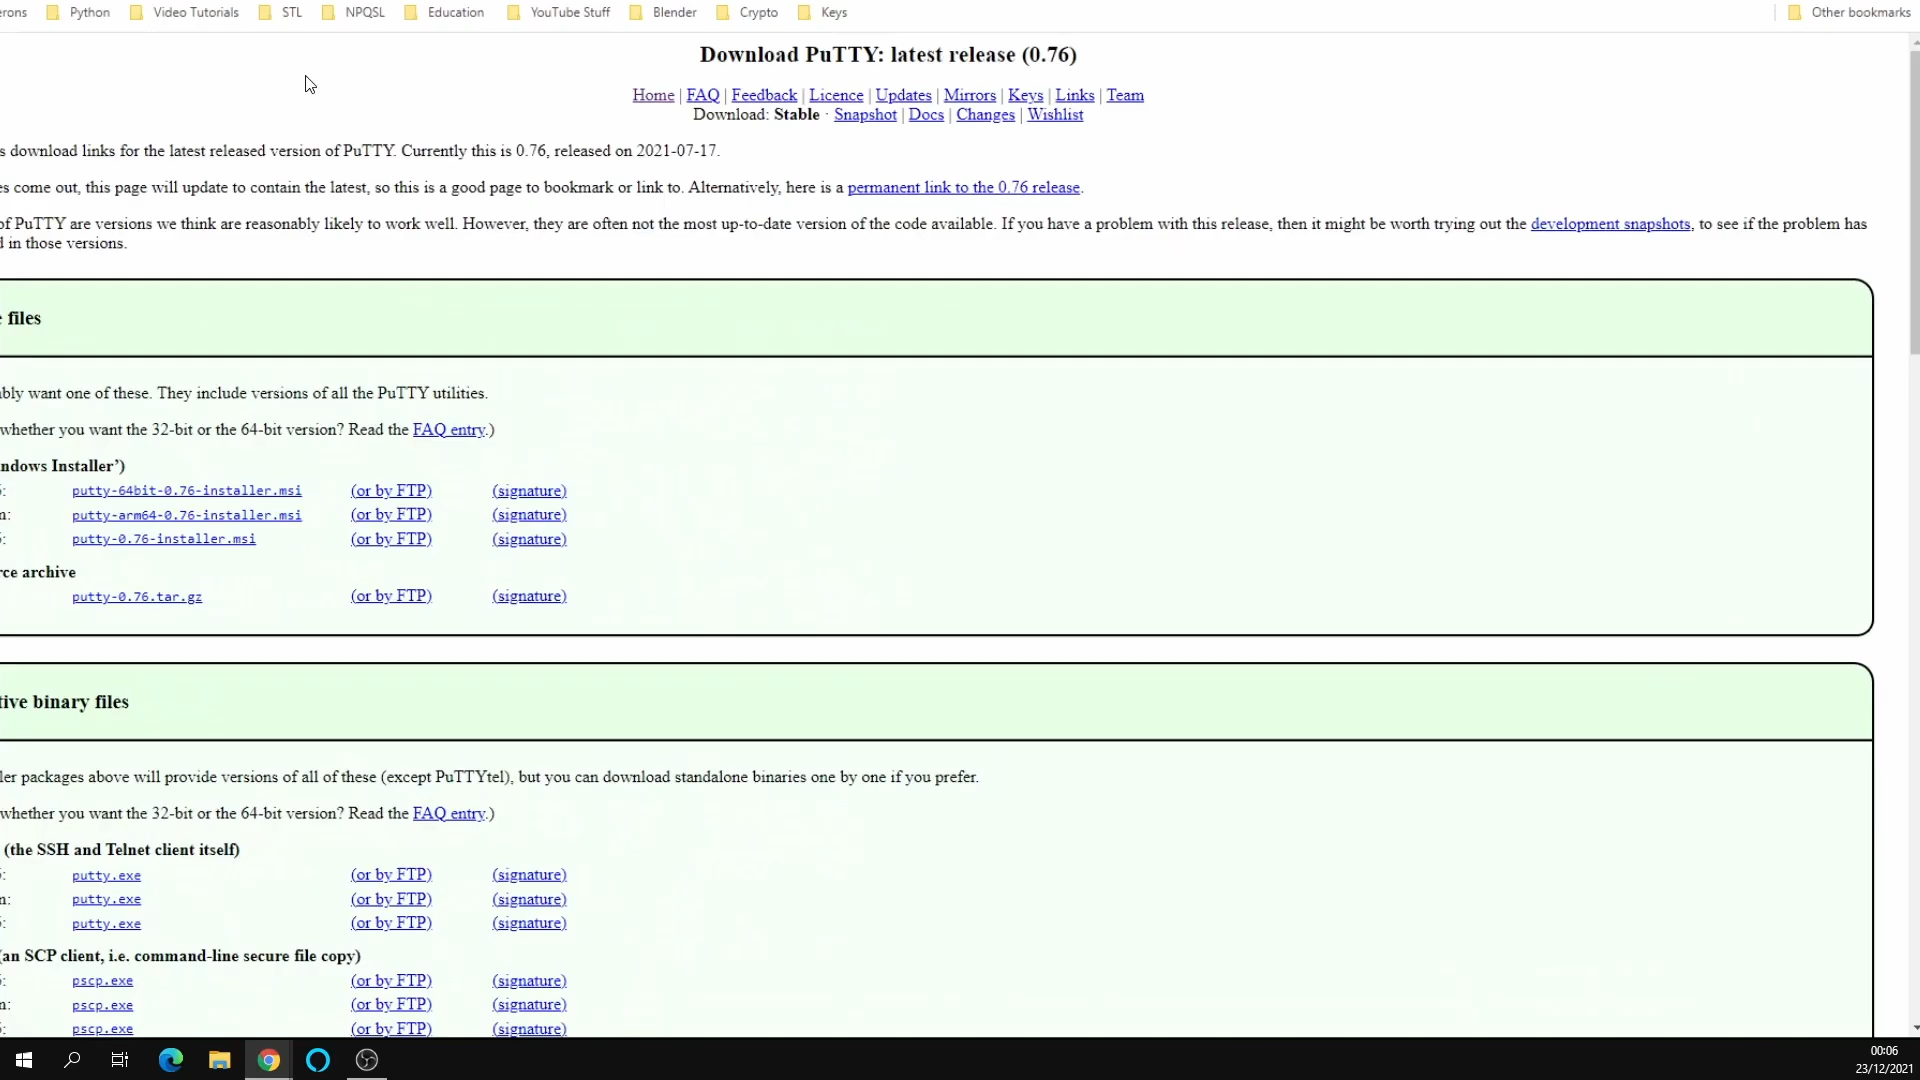 erons Python Video Tutorials STL NPQSL Education YouTube Stuff Blender Crypto Keys Other bookmarks
Download PuTTY: latest release (0.76)
Home | FAQ | Feedback | Licence | Updates | Mirrors | Keys | Links | Team
Download: Stable · Snapshot | Docs | Changes | Wishlist
s download links for the latest released version of PuTTY. Currently this is 0.76, released on 2021-07-17.
es come out, this page will update to contain the latest, so this is a good page to bookmark or link to. Alternatively, here is a permanent link to the 0.76 release.
of PuTTY are versions we think are reasonably likely to work well. However, they are often not the most up-to-date version of the code available. If you have a problem with this release, then it might be worth trying out the development snapshots, to see if the problem has
d in those versions.
e files
ably want one of these. They include versions of all the PuTTY utilities.
whether you want the 32-bit or the 64-bit version? Read the FAQ entry.)
ndows Installer’)
: putty-64bit-0.76-installer.msi (or by FTP) (signature)
n: putty-arm64-0.76-installer.msi (or by FTP) (signature)
: putty-0.76-installer.msi (or by FTP) (signature)
rce archive
putty-0.76.tar.gz (or by FTP) (signature)
tive binary files
ler packages above will provide versions of all of these (except PuTTYtel), but you can download standalone binaries one by one if you prefer.
whether you want the 32-bit or the 64-bit version? Read the FAQ entry.)
(the SSH and Telnet client itself)
: putty.exe (or by FTP) (signature)
n: putty.exe (or by FTP) (signature)
: putty.exe (or by FTP) (signature)
(an SCP client, i.e. command-line secure file copy)
: pscp.exe (or by FTP) (signature)
n: pscp.exe (or by FTP) (signature)
: pscp.exe (or by FTP) (signature)
00:06
23/12/2021